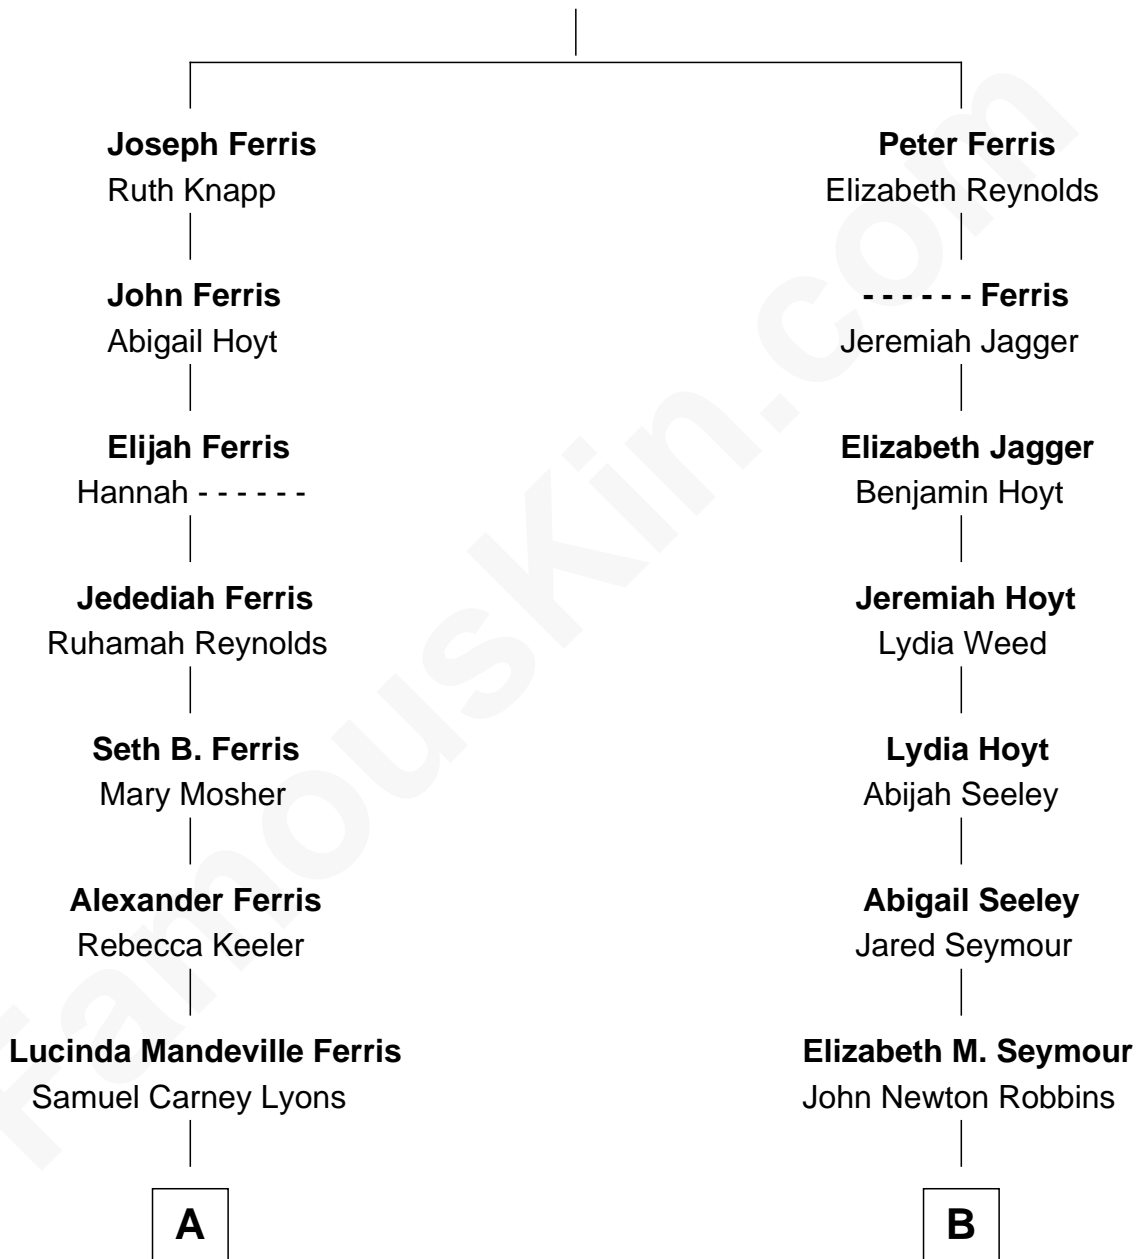 Joseph Ferris
Ruth Knapp
Peter Ferris
Elizabeth Reynolds
John Ferris
Abigail Hoyt
- - - - - - Ferris
Jeremiah Jagger
Elijah Ferris
Hannah - - - - - -
Elizabeth Jagger
Benjamin Hoyt
Jedediah Ferris
Ruhamah Reynolds
Jeremiah Hoyt
Lydia Weed
Seth B. Ferris
Mary Mosher
Lydia Hoyt
Abijah Seeley
Alexander Ferris
Rebecca Keeler
Abigail Seeley
Jared Seymour
Lucinda Mandeville Ferris
Samuel Carney Lyons
Elizabeth M. Seymour
John Newton Robbins
A
B
FamousKin.com